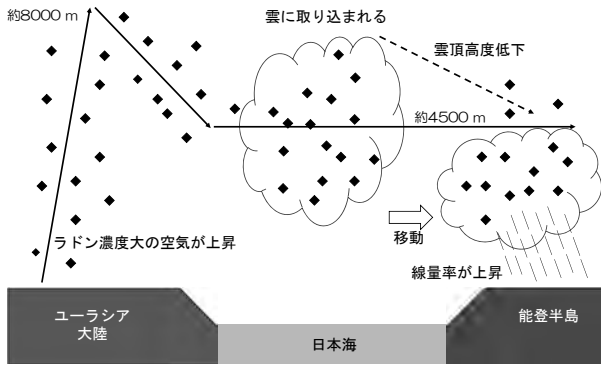 約8000 m
雲に取り込まれる
雲頂高度低下
約4500 m
ラドン濃度大の空気が上昇
移動
線量率が上昇
ユーラシア
大陸
日本海
能登半島